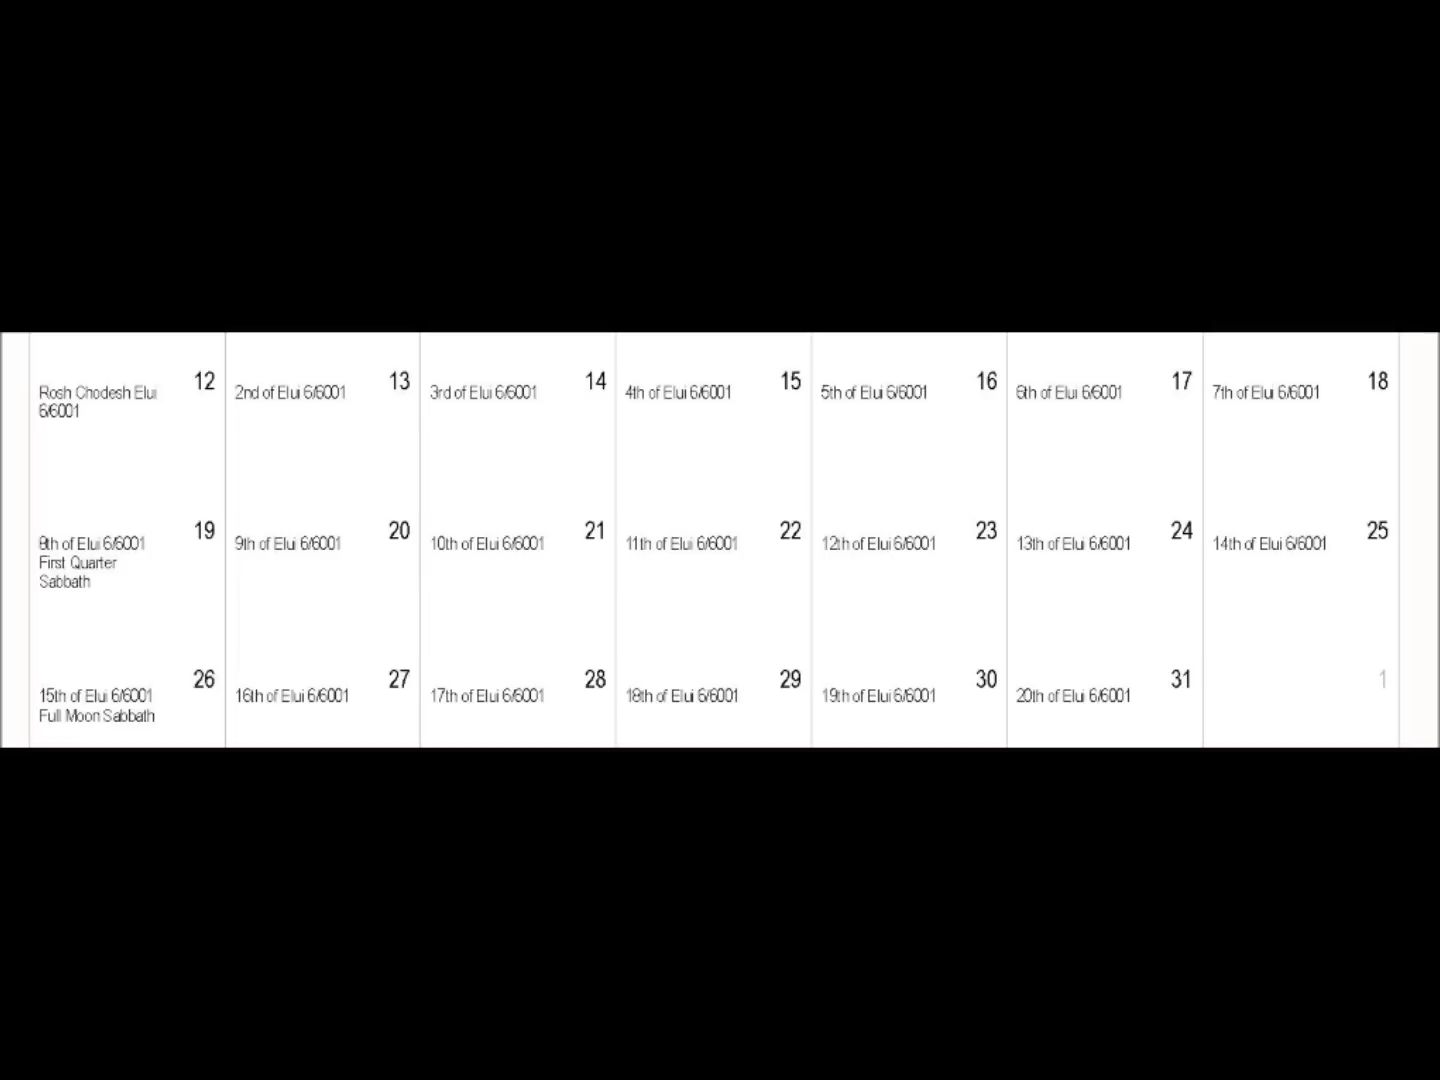 12
Rosh Chodesh Elui
6/6001
13
2nd of Elui 6/6001
14
3rd of Elui 6/6001
15
4th of Elui 6/6001
16
5th of Elui 6/6001
17
6th of Elui 6/6001
18
7th of Elui 6/6001
19
8th of Elui 6/6001
First Quarter
Sabbath
20
9th of Elui 6/6001
21
10th of Elui 6/6001
22
11th of Elui 6/6001
23
12th of Elui 6/6001
24
13th of Elui 6/6001
25
14th of Elui 6/6001
26
15th of Elui 6/6001
Full Moon Sabbath
27
16th of Elui 6/6001
28
17th of Elui 6/6001
29
18th of Elui 6/6001
30
19th of Elui 6/6001
31
20th of Elui 6/6001
1